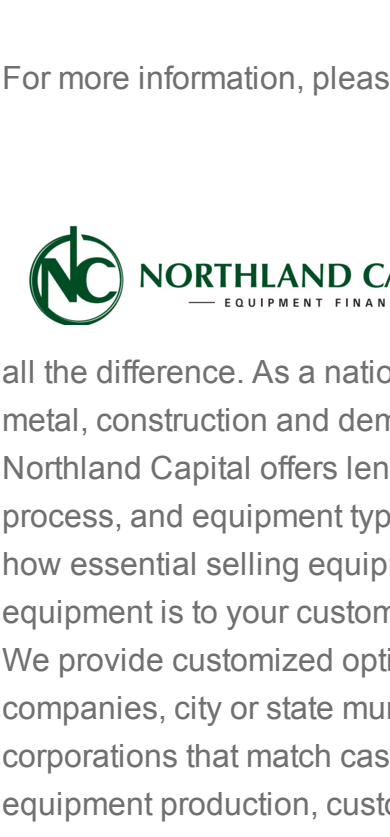 For more information, pleas
NC
NORTHLAND CA
EQUIPMENT FINAN
all the difference. As a natio
metal, construction and dem
Northland Capital offers len
process, and equipment typ
how essential selling equip
equipment is to your custom
We provide customized opti
companies, city or state mu
corporations that match cas
equipment production, custo